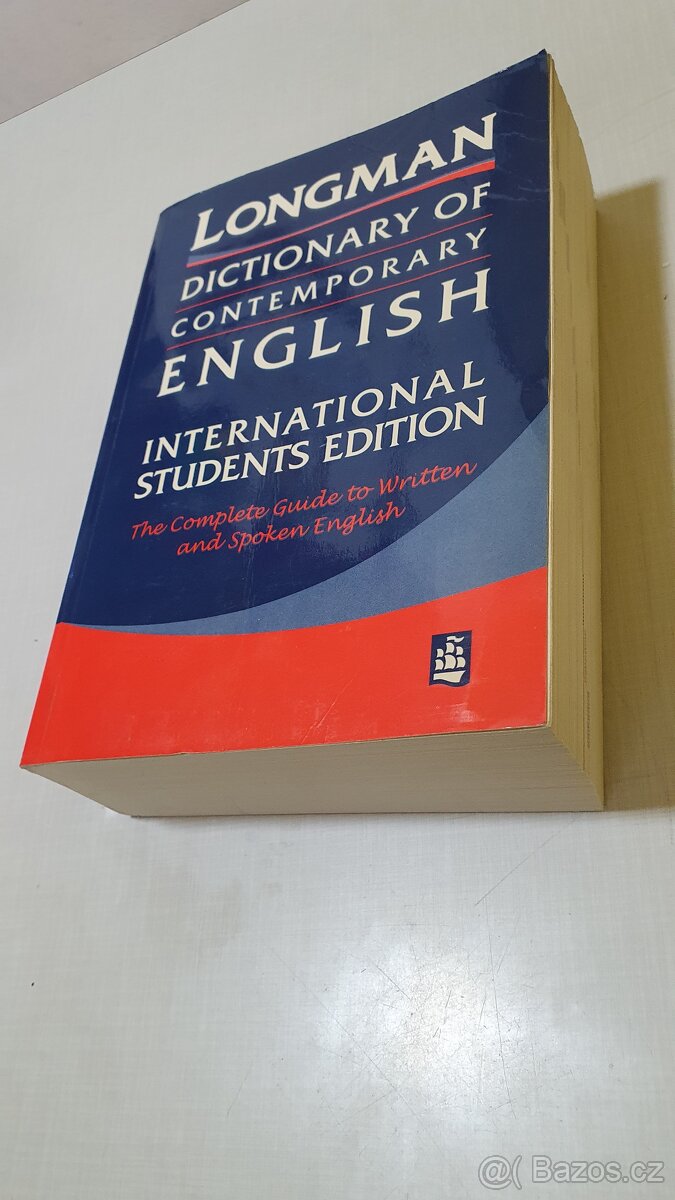 LONGMAN
DICTIONARY OF
CONTEMPORARY
ENGLISH
INTERNATIONAL
STUDENTS EDITION
The Complete Guide to Written
and Spoken English
@( Bazos.cz